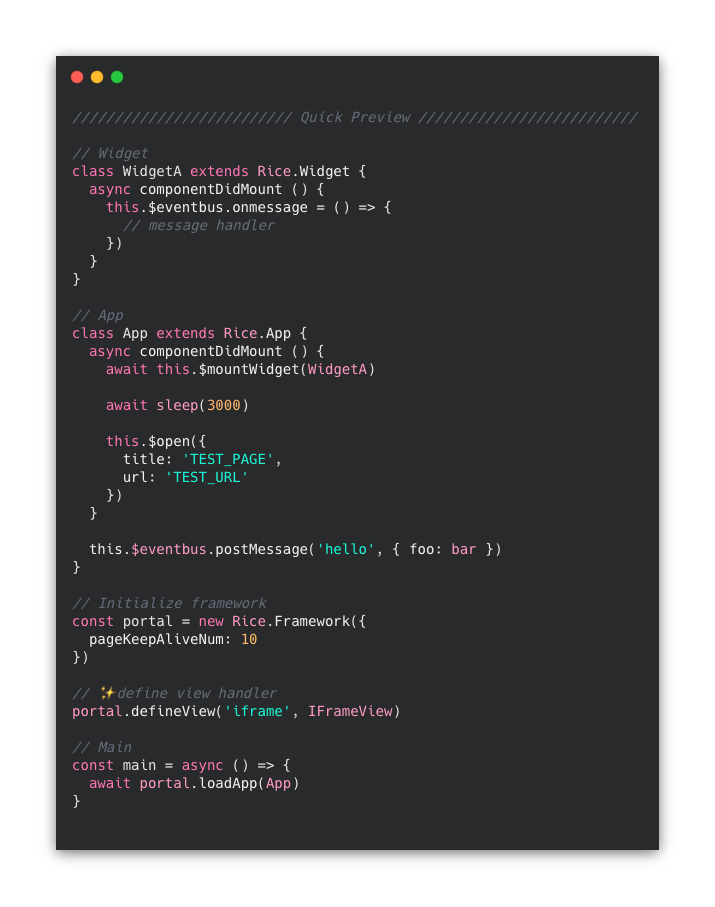 ////////////////////////// Quick Preview //////////////////////////
// Widget
class WidgetA extends Rice.Widget {
  async componentDidMount () {
    this.$eventbus.onmessage = () => {
      // message handler
    })
  }
}
// App
class App extends Rice.App {
  async componentDidMount () {
    await this.$mountWidget(WidgetA)
    await sleep(3000)
    this.$open({
      title: 'TEST_PAGE',
      url: 'TEST_URL'
    })
  }
  this.$eventbus.postMessage('hello', { foo: bar })
}
// Initialize framework
const portal = new Rice.Framework({
  pageKeepAliveNum: 10
})
// ✨define view handler
portal.defineView('iframe', IFrameView)
// Main
const main = async () => {
  await portal.loadApp(App)
}